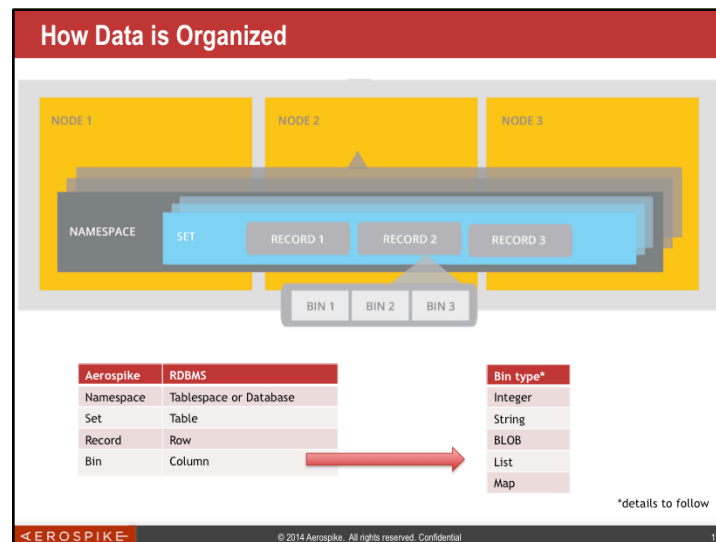 How Data is Organized
NODE 1
NODE 2
NODE 3
NAMESPACE
SET
RECORD 1
RECORD 2
RECORD 3
BIN 1
BIN 2
BIN 3
Aerospike RDBMS
Namespace Tablespace or Database
Set Table
Record Row
Bin Column
Bin type*
Integer
String
BLOB
List
Map
*details to follow
AEROSPIKE
© 2014 Aerospike. All rights reserved. Confidential
1